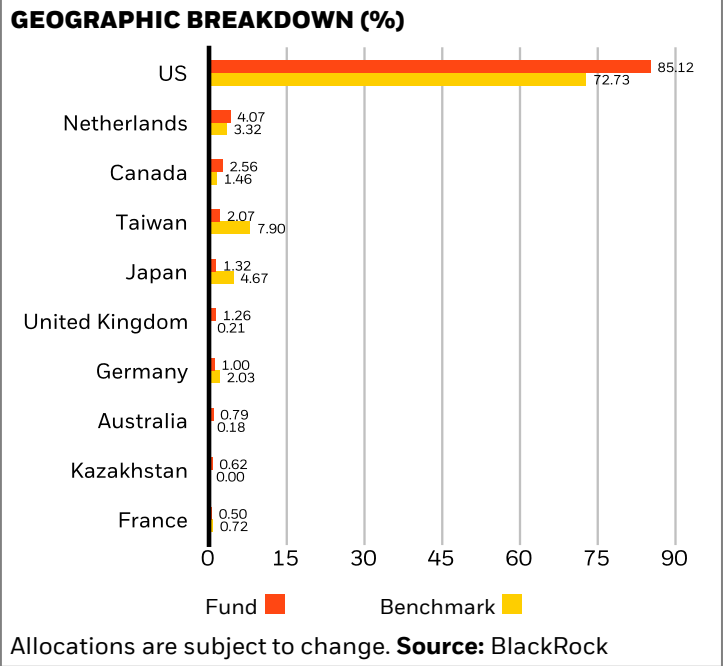 GEOGRAPHIC BREAKDOWN (%)
US 85.12
72.73
Netherlands 4.07
3.32
Canada 2.56
1.46
Taiwan 2.07
7.90
Japan 1.32
4.67
United Kingdom 1.26
0.21
Germany 1.00
2.03
Australia 0.79
0.18
Kazakhstan 0.62
0.00
France 0.50
0.72
0 15 30 45 60 75 90
Fund Benchmark
Allocations are subject to change. Source: BlackRock